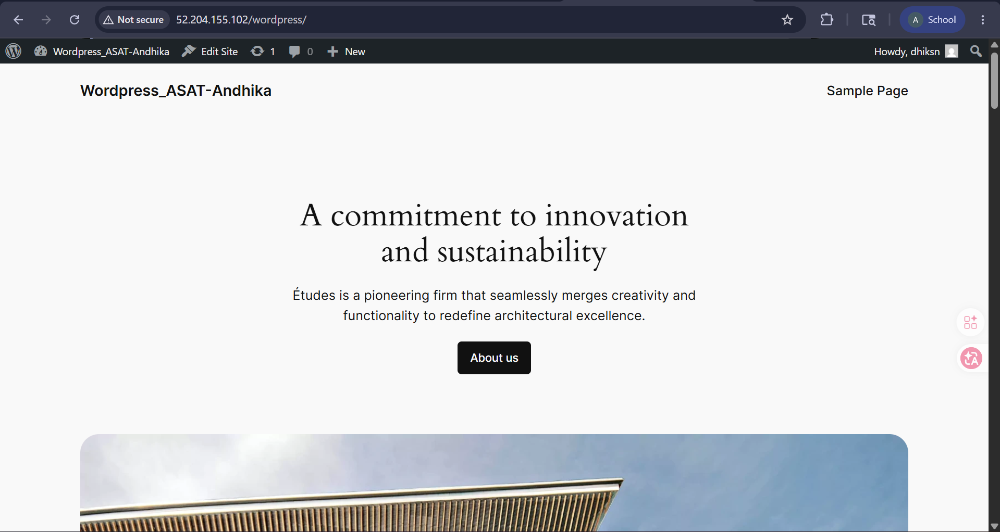 Not secure
52.204.155.102/wordpress/
A
School
Wordpress_ASAT-Andhika
Edit Site
1
0
New
Howdy, dhiksn
Wordpress_ASAT-Andhika
Sample Page
A commitment to innovation
and sustainability
Études is a pioneering firm that seamlessly merges creativity and
functionality to redefine architectural excellence.
About us